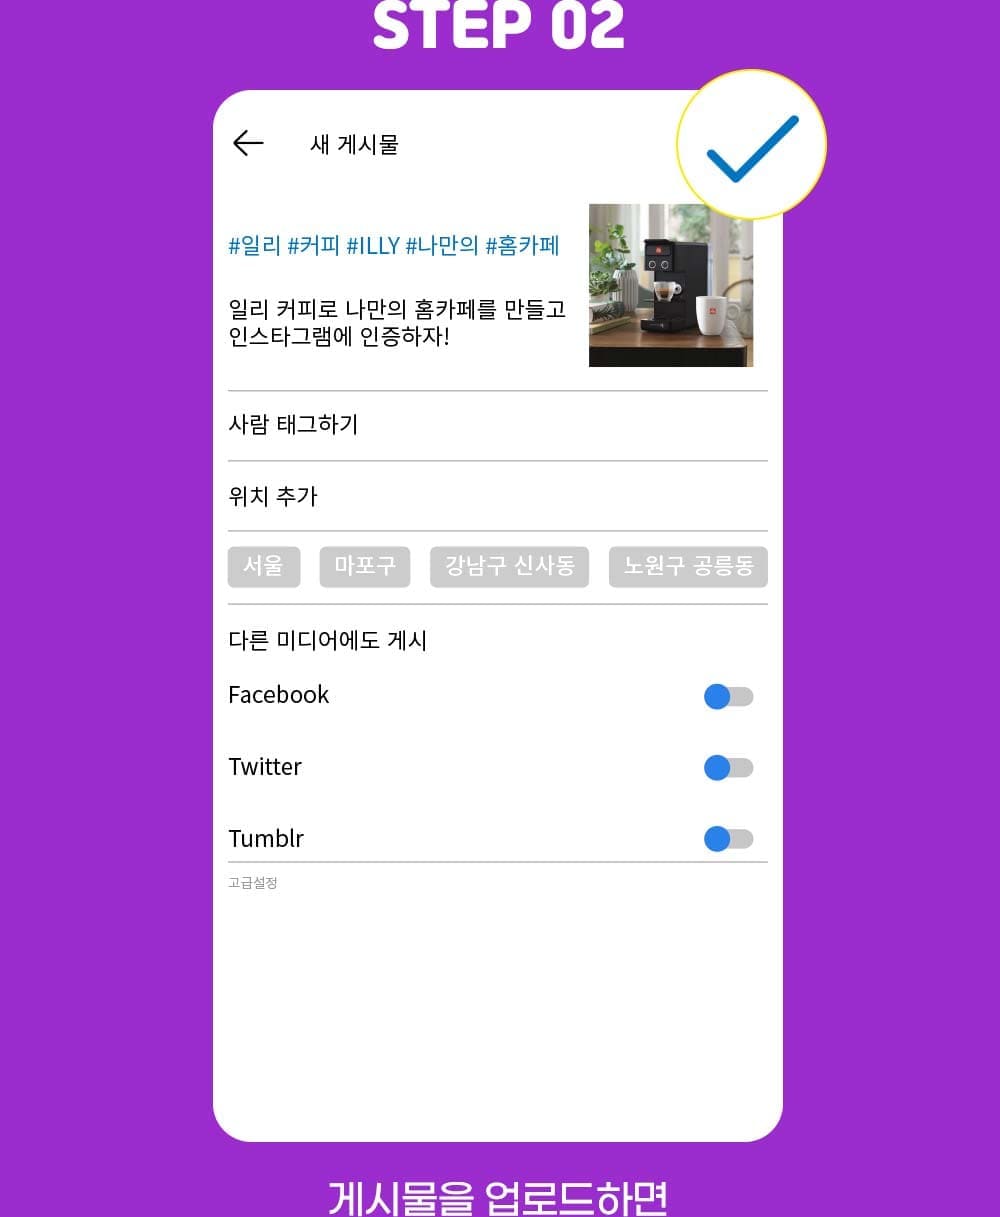 STEP 02
새 게시물
#일리 #커피 #ILLY #나만의 #홈카페
일리 커피로 나만의 홈카페를 만들고
인스타그램에 인증하자!
사람 태그하기
위치 추가
서울 마포구 강남구 신사동 노원구 공릉동
다른 미디어에도 게시
Facebook
Twitter
Tumblr
고급설정
게시물을 업로드하면